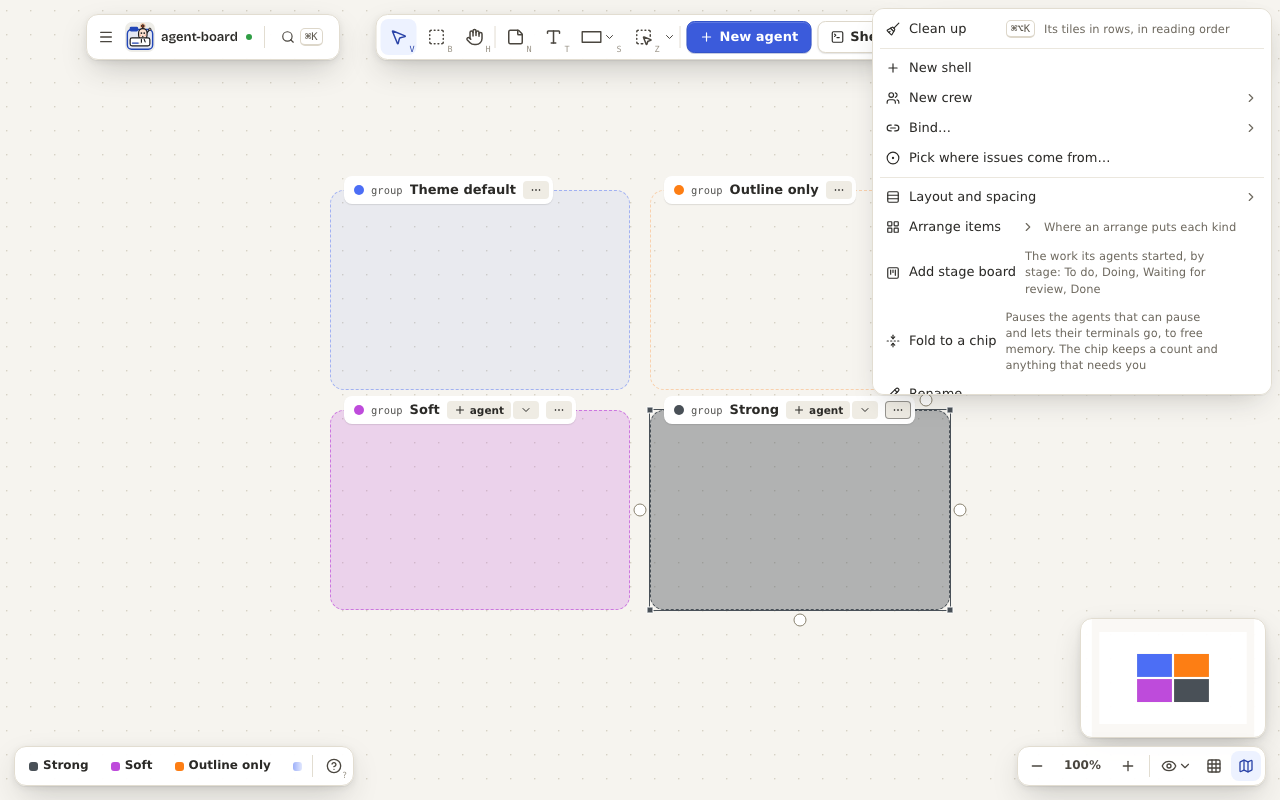 agent-board
⌘K
V
B
H
N
T
S
Z
New agent
Clean up ⌥⌘K Its tiles in rows, in reading order
New shell
New crew
Bind…
Pick where issues come from…
Layout and spacing
Arrange items Where an arrange puts each kind
Add stage board
The work its agents started, by
stage: To do, Doing, Waiting for
review, Done
Fold to a chip
Pauses the agents that can pause
and lets their terminals go, to free
memory. The chip keeps a count and
anything that needs you
Rename
group Theme default ···
group Outline only ···
group Soft + agent ···
group Strong + agent ···
Strong Soft Outline only
?
100%